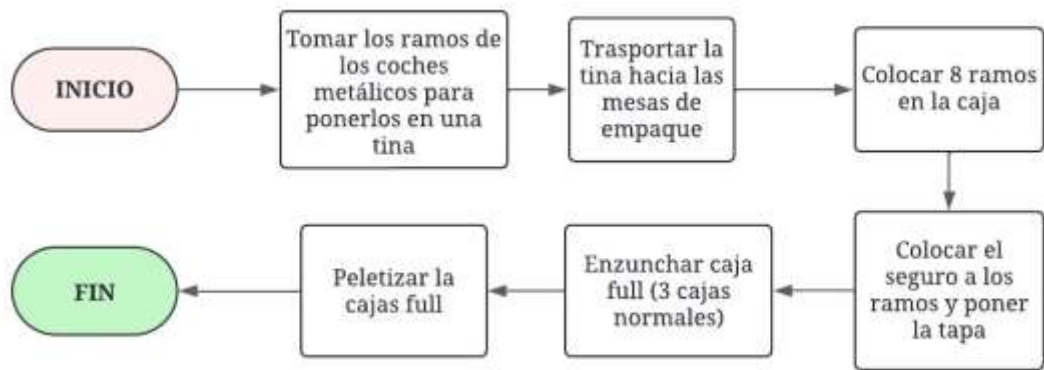 INICIO
Tomar los ramos de
los coches
metálicos para
ponerlos en una
tina
Trasportar la
tina hacia las
mesas de
empaque
Colocar 8 ramos
en la caja
Colocar el
seguro a los
ramos y poner
la tapa
Enzunchar caja
full (3 cajas
normales)
Peletizar la
cajas full
FIN